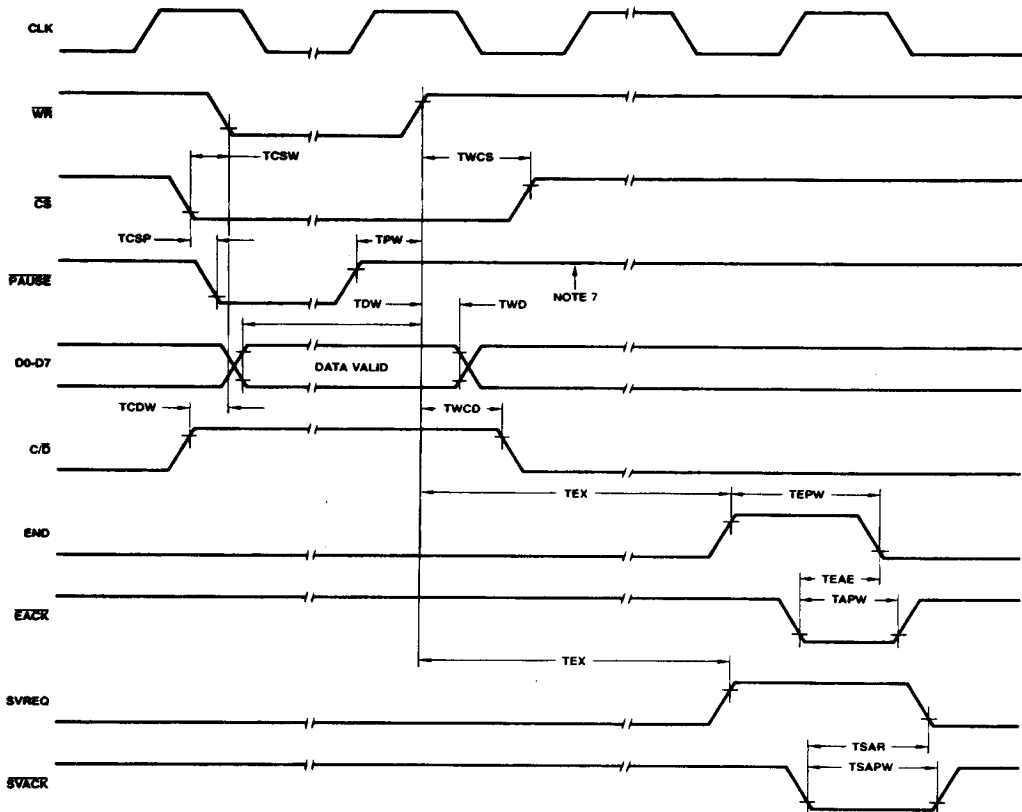 CLK
WR
TCSW
TWCS
CS
TCSP
TPW
PAUSE
NOTE 7
TDW
TWD
D0-D7
DATA VALID
TCDW
TWCD
C/D
TEX
TEPW
END
TEAE
TAPW
EACK
TEX
SVREQ
TSAR
TSAPW
SVACK